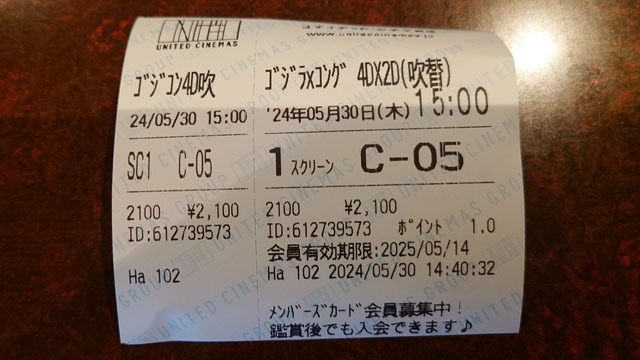 UNITED CINEMAS
ｺﾞｼﾞｺﾝ4D吹
24/05/30 15:00
SC1 C-05
2100 ¥2,100
ID:612739573
Ha 102
ｺﾞｼﾞﾗxｺﾝｸﾞ 4DX2D(吹替)
'24年05月30日(木)15:00
1 ｽｸﾘｰﾝ C-05
2100 ¥2,100
ID:612739573 ﾎﾟｲﾝﾄ 1.0
会員有効期限:2025/05/14
Ha 102 2024/05/30 14:40:32
ﾒﾝﾊﾞｰｽﾞｶｰﾄﾞ会員募集中!
鑑賞後でも入会できます♪